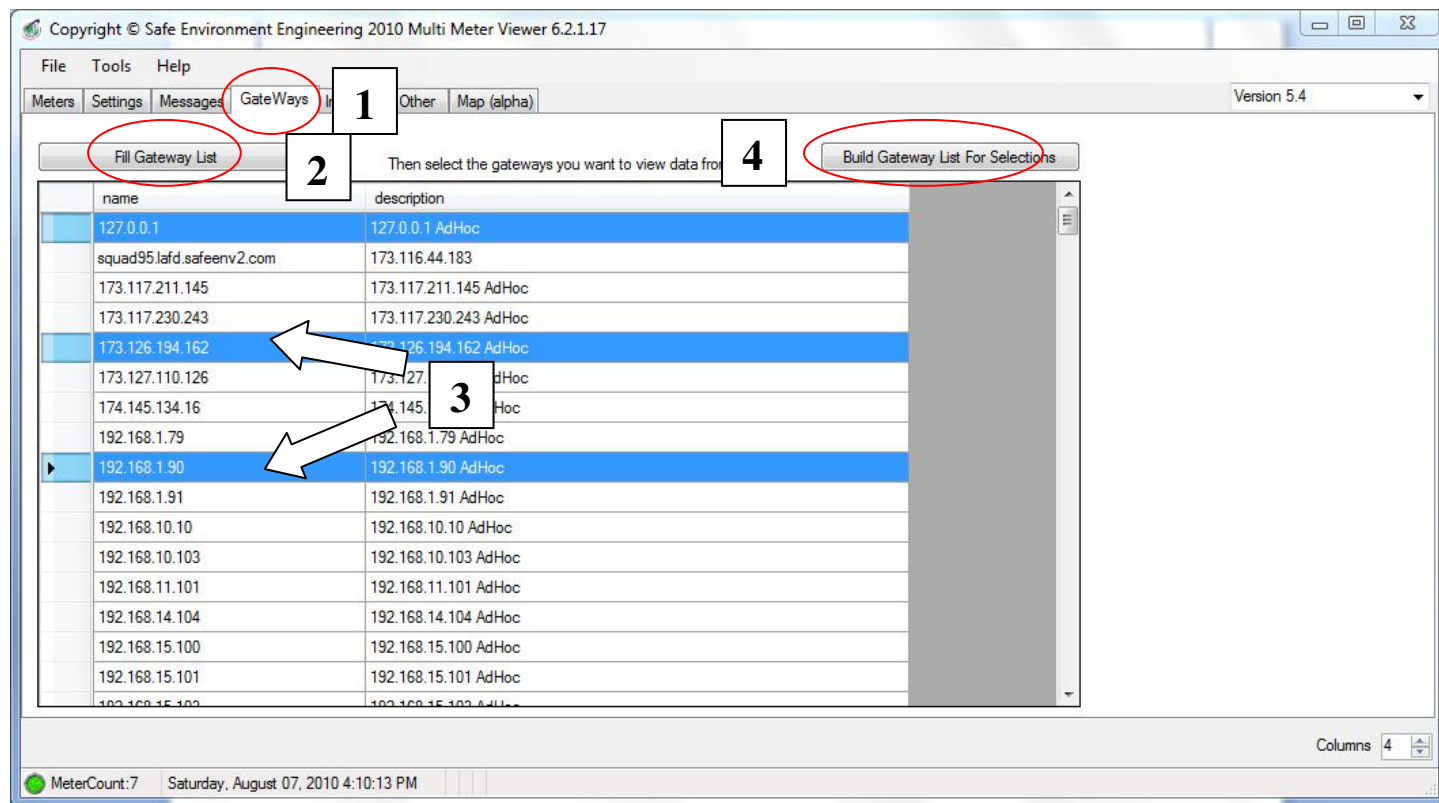 Copyright © Safe Environment Engineering 2010 Multi Meter Viewer 6.2.1.17
File Tools Help
Meters Settings Messages GateWays 1 Other Map (alpha) Version 5.4
Fill Gateway List 2 Then select the gateways you want to view data 4 Build Gateway List For Selections
name description
127.0.0.1 127.0.0.1 AdHoc
squad95.lafd.safeenv2.com 173.116.44.183
173.117.211.145 173.117.211.145 AdHoc
173.117.230.243 173.117.230.243 AdHoc
173.126.194.162 173.126.194.162 AdHoc
173.127.110.126 173.127.
174.145.134.16 174.145. 3
192.168.1.79 192.168.1.79 AdHoc
192.168.1.90 192.168.1.90 AdHoc
192.168.1.91 192.168.1.91 AdHoc
192.168.10.10 192.168.10.10 AdHoc
192.168.10.103 192.168.10.103 AdHoc
192.168.11.101 192.168.11.101 AdHoc
192.168.14.104 192.168.14.104 AdHoc
192.168.15.100 192.168.15.100 AdHoc
192.168.15.101 192.168.15.101 AdHoc
Columns 4
MeterCount:7 Saturday, August 07, 2010 4:10:13 PM